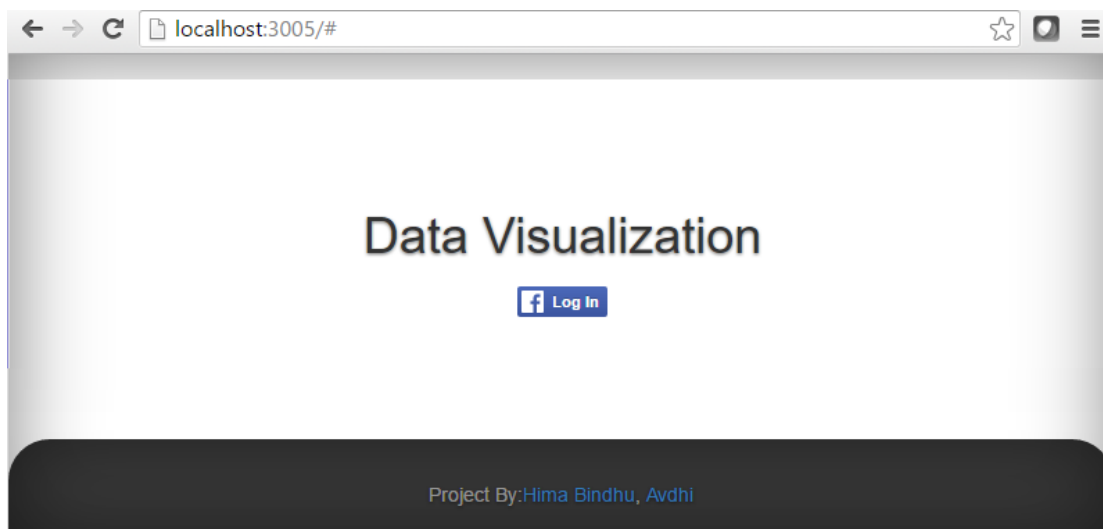 localhost:3005/#
Data Visualization
Log In
Project By:Hima Bindhu, Avdhi